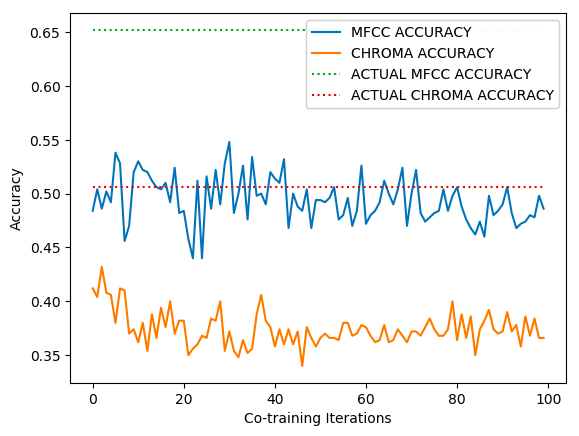 MFCC ACCURACY
CHROMA ACCURACY
ACTUAL MFCC ACCURACY
ACTUAL CHROMA ACCURACY
0.65
0.60
0.55
0.50
0.45
0.40
0.35
Accuracy
0 20 40 60 80 100
Co-training Iterations